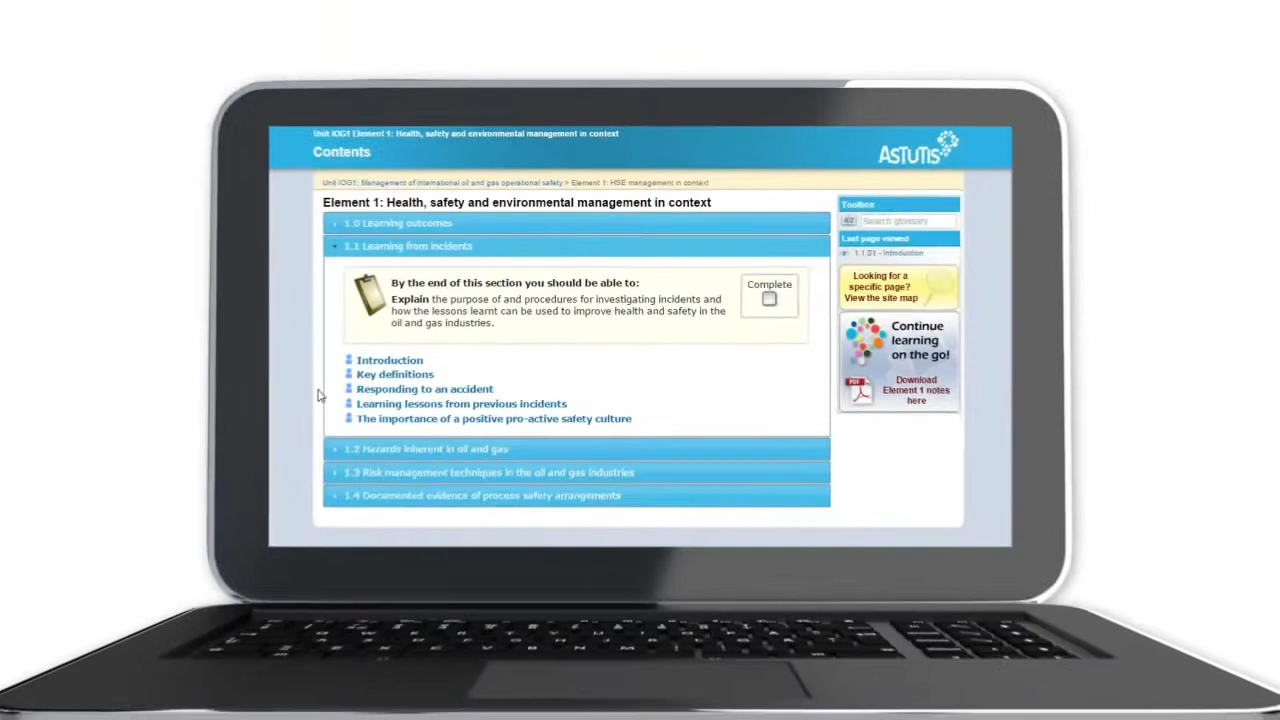 Unit IOG1 Element 1: Health, safety and environmental management in context
Contents
ASTUTIS
Unit IOG1: Management of international oil and gas operational safety > Element 1: HSE management in context
Element 1: Health, safety and environmental management in context
1.0 Learning outcomes
1.1 Learning from incidents
By the end of this section you should be able to:
Explain the purpose of and procedures for investigating incidents and
how the lessons learnt can be used to improve health and safety in the
oil and gas industries.
Complete
Introduction
Key definitions
Responding to an accident
Learning lessons from previous incidents
The importance of a positive pro-active safety culture
1.2 Hazards inherent in oil and gas
1.3 Risk management techniques in the oil and gas industries
1.4 Documented evidence of process safety arrangements
Toolbox
Search glossary
Last page viewed
1.1.01 - Introduction
Looking for a
specific page?
View the site map
Continue
learning
on the go!
PDF
Download
Element 1 notes
here